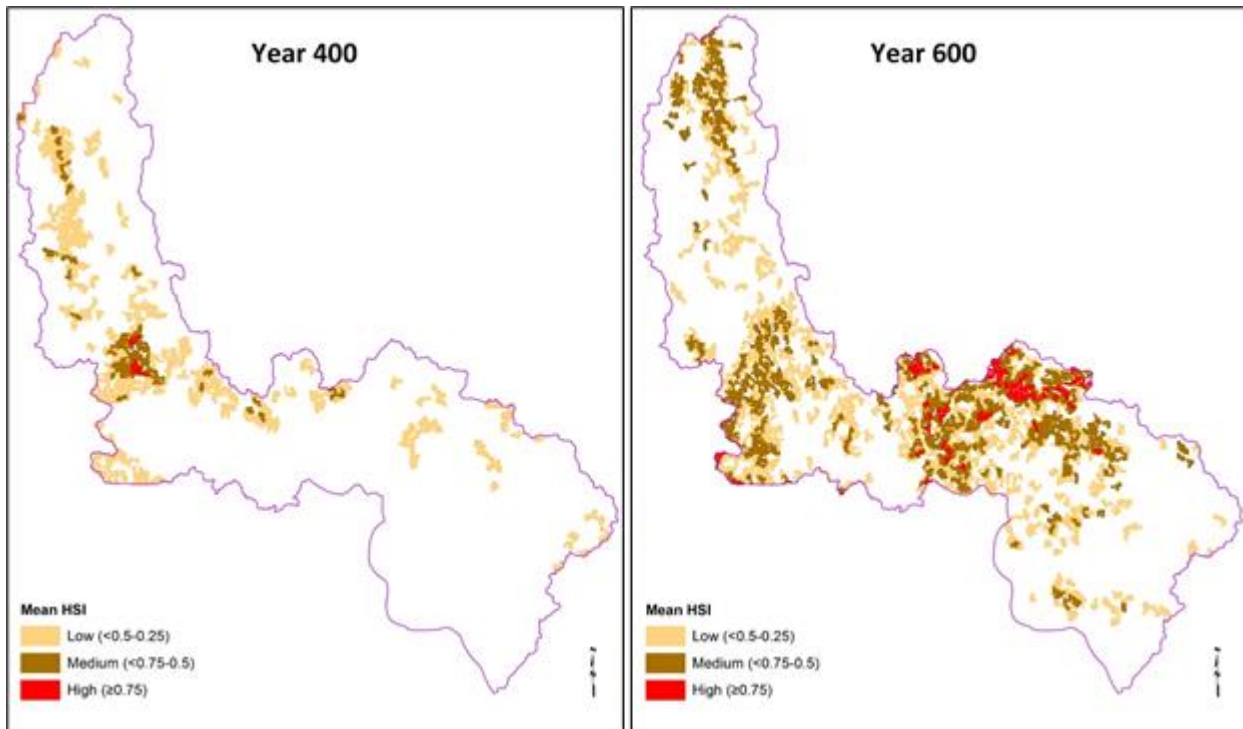 Year 400
Mean HSI
Low (<0.5-0.25)
Medium (<0.75-0.5)
High (≥0.75)
Year 600
Mean HSI
Low (<0.5-0.25)
Medium (<0.75-0.5)
High (≥0.75)